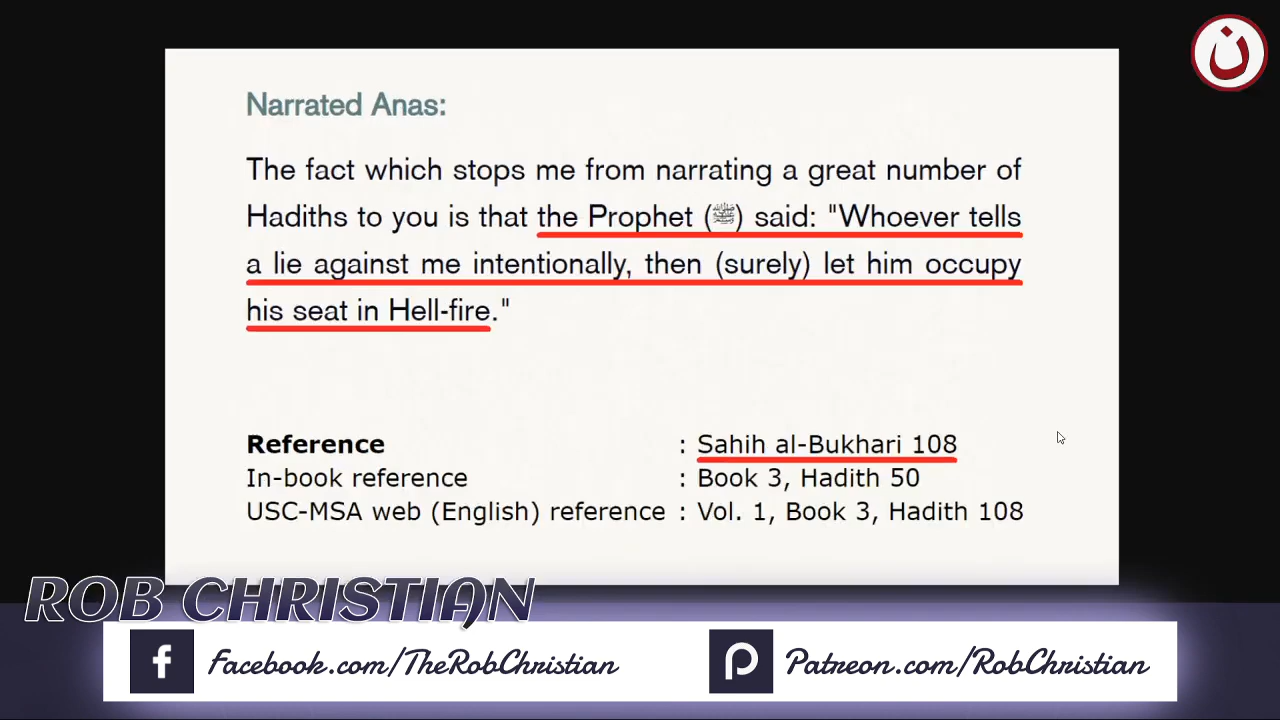 ن
Narrated Anas:
The fact which stops me from narrating a great number of
Hadiths to you is that the Prophet (ﷺ) said: "Whoever tells
a lie against me intentionally, then (surely) let him occupy
his seat in Hell-fire."
Reference : Sahih al-Bukhari 108
In-book reference : Book 3, Hadith 50
USC-MSA web (English) reference : Vol. 1, Book 3, Hadith 108
ROB CHRISTIAN
f Facebook.com/TheRobChristian
Patreon.com/RobChristian